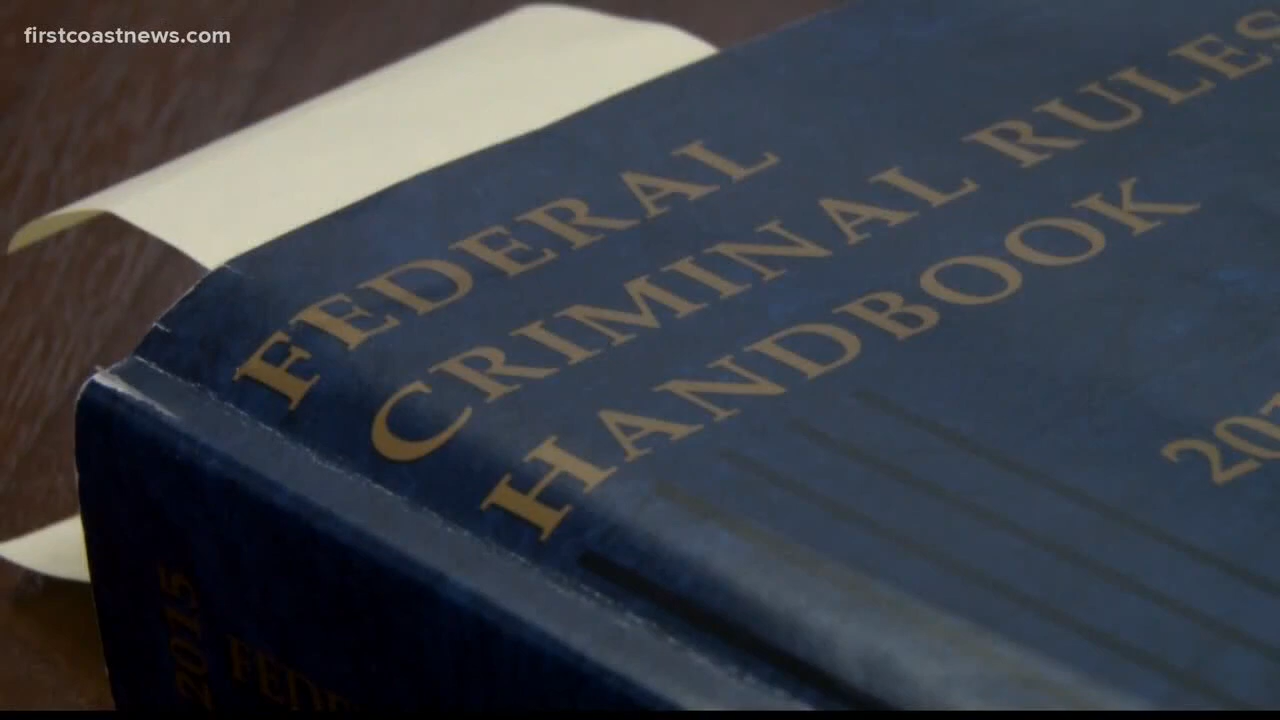 firstcoastnews.com
FEDERAL
CRIMINAL RULES
HANDBOOK
2015